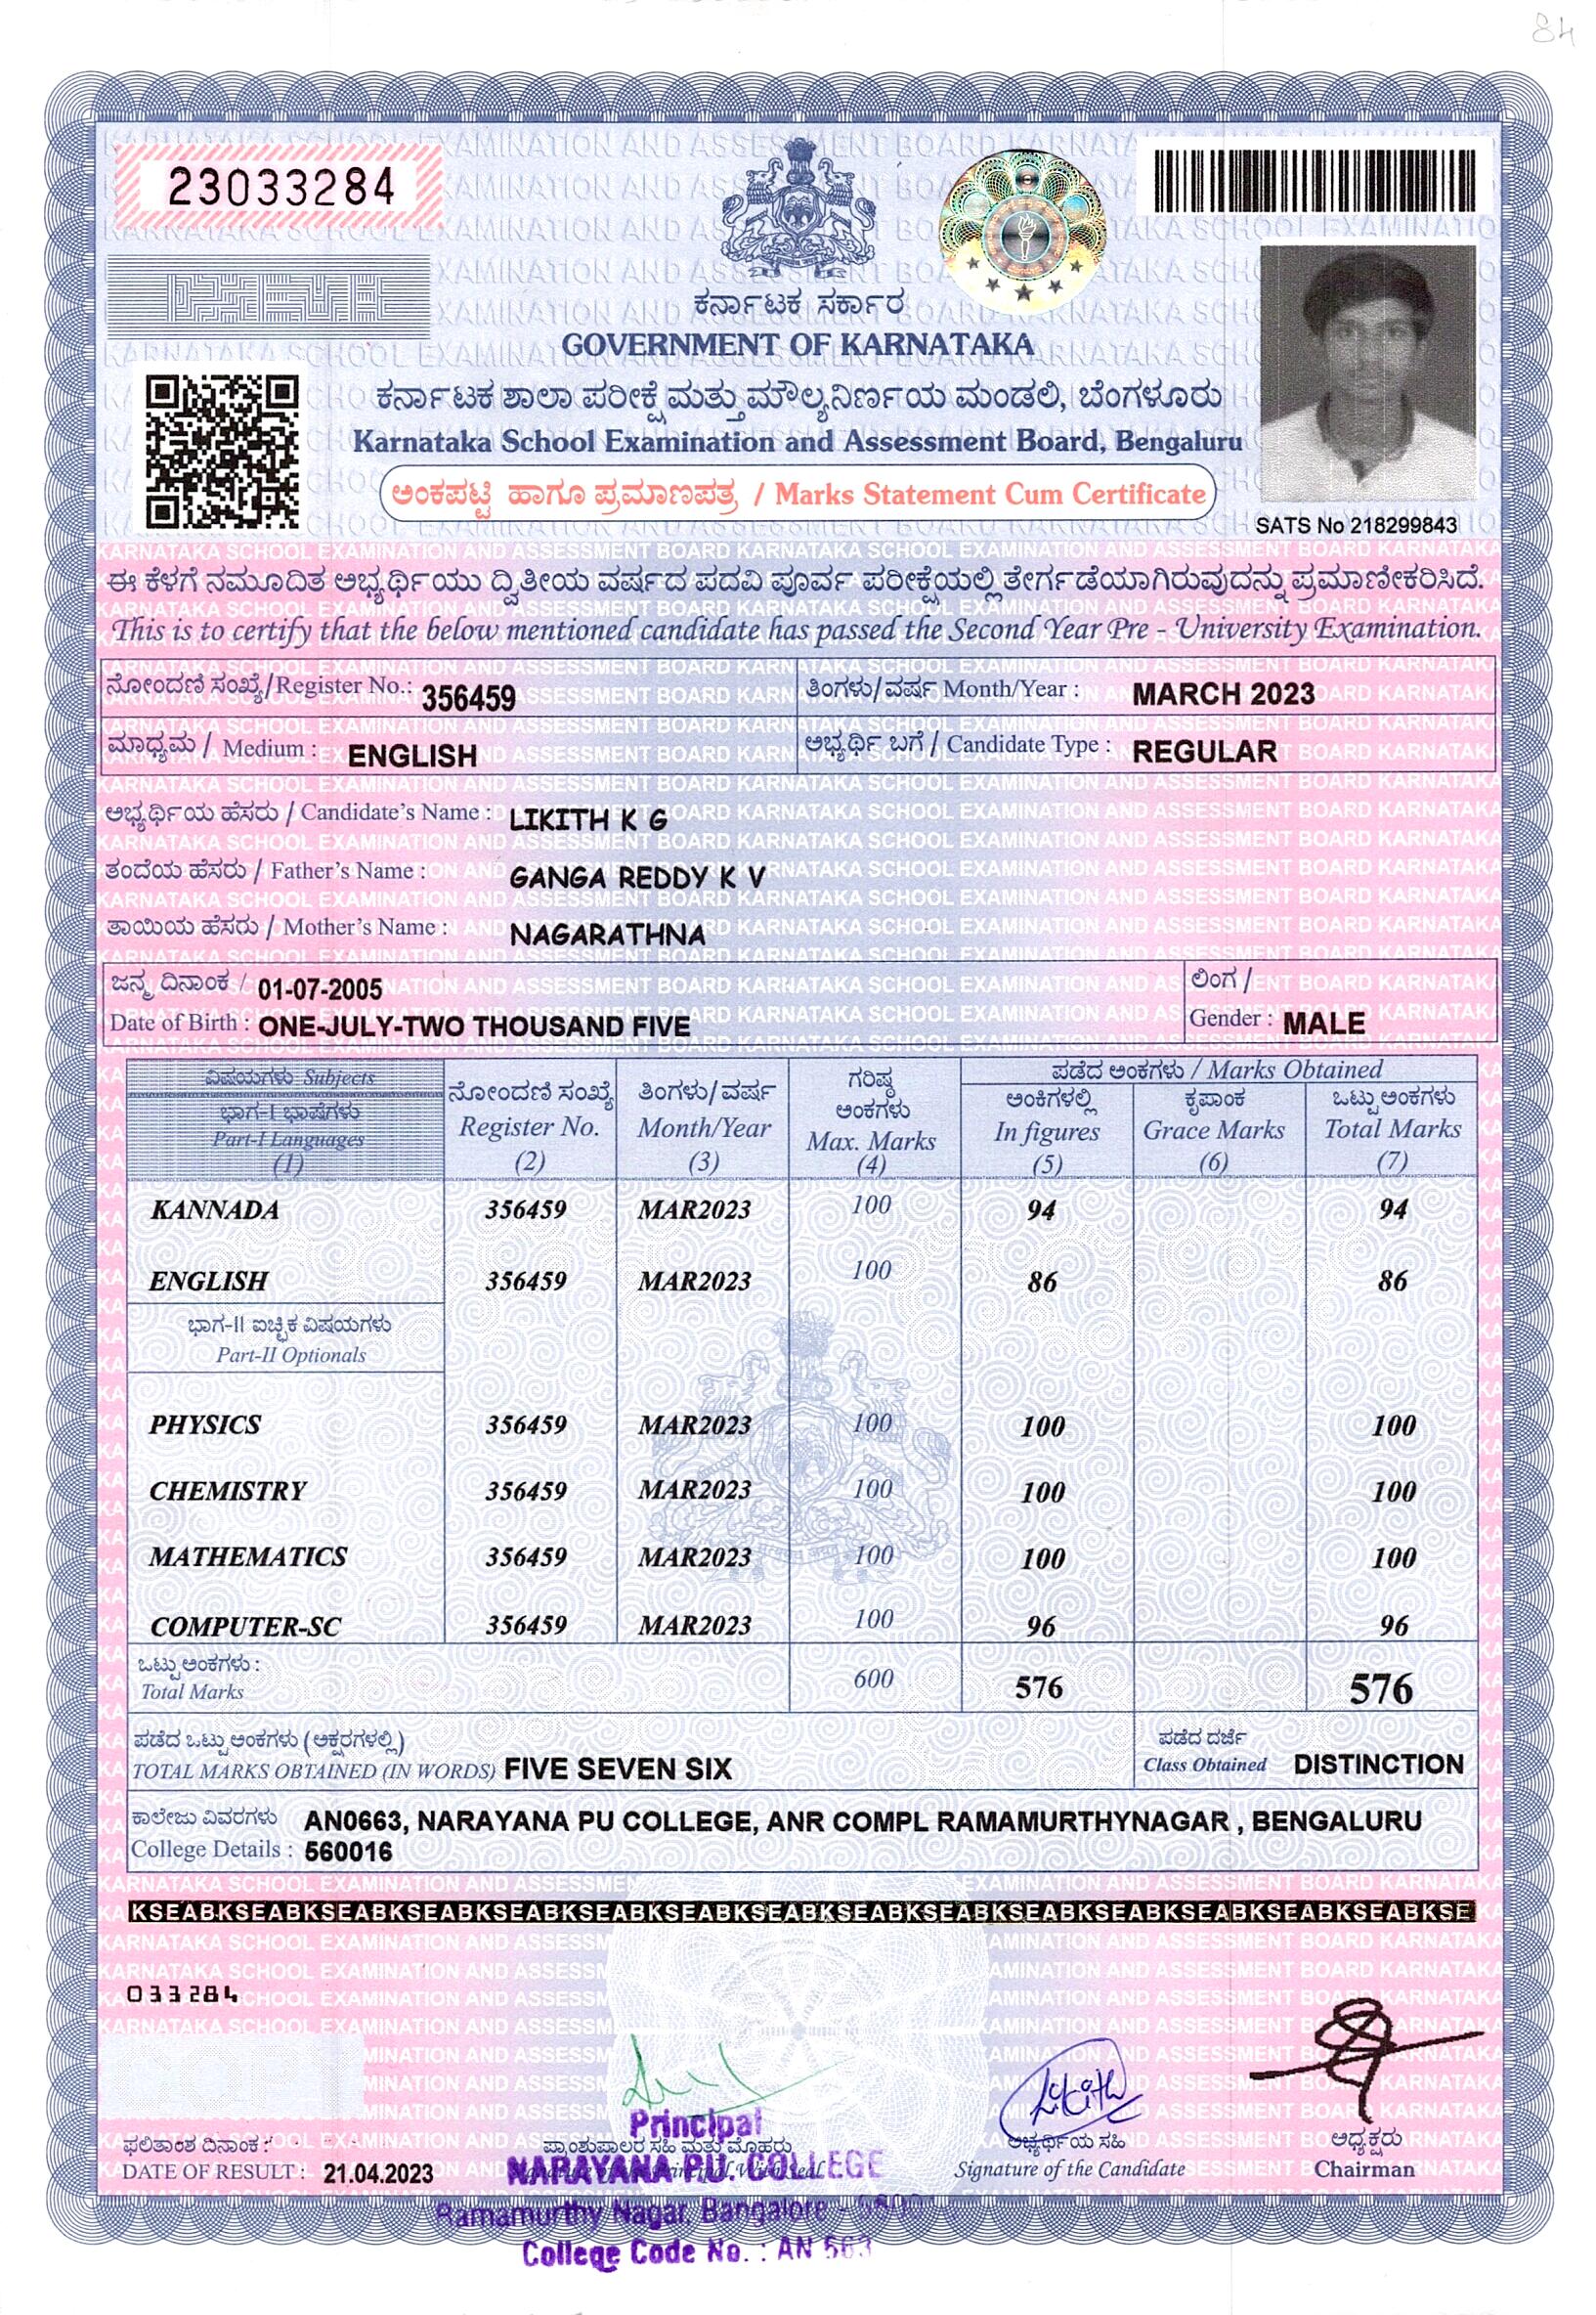 84
23033284
ಕರ್ನಾಟಕ ಸರ್ಕಾರ
GOVERNMENT OF KARNATAKA
ಕರ್ನಾಟಕ ಶಾಲಾ ಪರೀಕ್ಷೆ ಮತ್ತು ಮೌಲ್ಯನಿರ್ಣಯ ಮಂಡಲಿ, ಬೆಂಗಳೂರು
Karnataka School Examination and Assessment Board, Bengaluru
ಅಂಕಪಟ್ಟಿ ಹಾಗೂ ಪ್ರಮಾಣಪತ್ರ / Marks Statement Cum Certificate
SATS No 218299843
ಈ ಕೆಳಗೆ ನಮೂದಿತ ಅಭ್ಯರ್ಥಿಯು ದ್ವಿತೀಯ ವರ್ಷದ ಪದವಿ ಪೂರ್ವ ಪರೀಕ್ಷೆಯಲ್ಲಿ ತೇರ್ಗಡೆಯಾಗಿರುವುದನ್ನು ಪ್ರಮಾಣೀಕರಿಸಿದೆ.
This is to certify that the below mentioned candidate has passed the Second Year Pre - University Examination.
ನೋಂದಣಿ ಸಂಖ್ಯೆ/Register No.: 356459 ತಿಂಗಳು/ವರ್ಷ Month/Year : MARCH 2023
ಮಾಧ್ಯಮ / Medium : ENGLISH ಅಭ್ಯರ್ಥಿ ಬಗೆ / Candidate Type : REGULAR
ಅಭ್ಯರ್ಥಿಯ ಹೆಸರು / Candidate's Name : LIKITH K G
ತಂದೆಯ ಹೆಸರು / Father's Name : GANGA REDDY K V
ತಾಯಿಯ ಹೆಸರು / Mother's Name : NAGARATHNA
ಜನ್ಮ ದಿನಾಂಕ / 01-07-2005 ಲಿಂಗ /
Date of Birth : ONE-JULY-TWO THOUSAND FIVE Gender : MALE
ವಿಷಯಗಳು Subjects
ಭಾಗ-I ಭಾಷೆಗಳು
Part-I Languages
(1)
ನೋಂದಣಿ ಸಂಖ್ಯೆ
Register No.
(2)
ತಿಂಗಳು/ವರ್ಷ
Month/Year
(3)
ಗರಿಷ್ಠ
ಅಂಕಗಳು
Max. Marks
(4)
ಪಡೆದ ಅಂಕಗಳು / Marks Obtained
ಅಂಕಿಗಳಲ್ಲಿ
In figures
(5)
ಕೃಪಾಂಕ
Grace Marks
(6)
ಒಟ್ಟು ಅಂಕಗಳು
Total Marks
(7)
KANNADA 356459 MAR2023 100 94 94
ENGLISH 356459 MAR2023 100 86 86
ಭಾಗ-II ಐಚ್ಛಿಕ ವಿಷಯಗಳು
Part-II Optionals
PHYSICS 356459 MAR2023 100 100 100
CHEMISTRY 356459 MAR2023 100 100 100
MATHEMATICS 356459 MAR2023 100 100 100
COMPUTER-SC 356459 MAR2023 100 96 96
ಒಟ್ಟು ಅಂಕಗಳು :
Total Marks 600 576 576
ಪಡೆದ ಒಟ್ಟು ಅಂಕಗಳು (ಅಕ್ಷರಗಳಲ್ಲಿ) ಪಡೆದ ದರ್ಜೆ
TOTAL MARKS OBTAINED (IN WORDS) FIVE SEVEN SIX Class Obtained DISTINCTION
ಕಾಲೇಜು ವಿವರಗಳು AN0663, NARAYANA PU COLLEGE, ANR COMPL RAMAMURTHYNAGAR , BENGALURU
College Details : 560016
KSEABKSEABKSEABKSEABKSEABKSEABKSEABKSEABKSEABKSEABKSEABKSEABKSEABKSEABKSEABKSE
033284
Likith
Principal
ಫಲಿತಾಂಶ ದಿನಾಂಕ : ಪ್ರಾಂಶುಪಾಲರ ಸಹಿ ಮತ್ತು ಮೊಹರು ಅಭ್ಯರ್ಥಿಯ ಸಹಿ ಅಧ್ಯಕ್ಷರು
DATE OF RESULT : 21.04.2023 NARAYANA PU. COLLEGE Signature of the Candidate Chairman
Ramamurthy Nagar, Bangalore -
College Code No. : AN